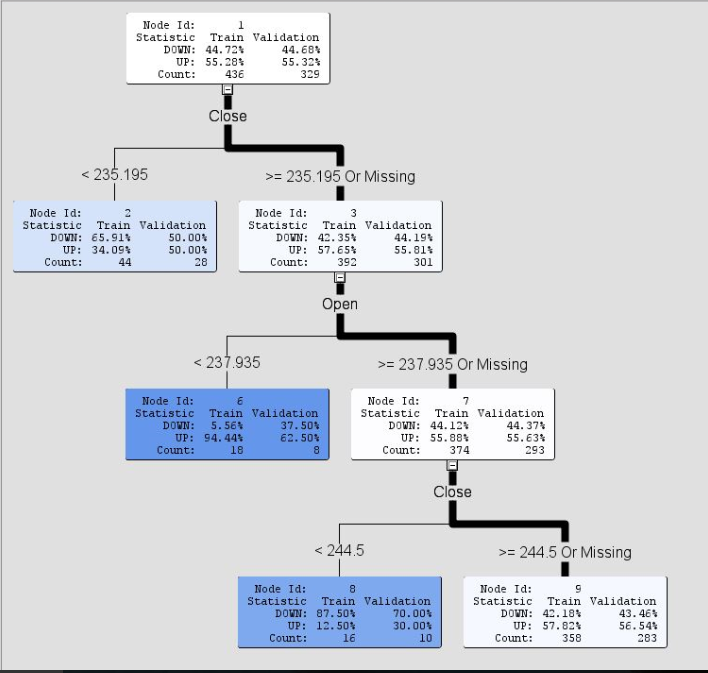 Node Id: 1
Statistic Train Validation
DOWN: 44.72% 44.68%
UP: 55.28% 55.32%
Count: 436 329
Close
< 235.195
>= 235.195 Or Missing
Node Id: 2
Statistic Train Validation
DOWN: 65.91% 50.00%
UP: 34.09% 50.00%
Count: 44 28
Node Id: 3
Statistic Train Validation
DOWN: 42.35% 44.19%
UP: 57.65% 55.81%
Count: 392 301
Open
< 237.935
>= 237.935 Or Missing
Node Id: 6
Statistic Train Validation
DOWN: 5.56% 37.50%
UP: 94.44% 62.50%
Count: 18 8
Node Id: 7
Statistic Train Validation
DOWN: 44.12% 44.37%
UP: 55.88% 55.63%
Count: 374 293
Close
< 244.5
>= 244.5 Or Missing
Node Id: 8
Statistic Train Validation
DOWN: 87.50% 70.00%
UP: 12.50% 30.00%
Count: 16 10
Node Id: 9
Statistic Train Validation
DOWN: 42.18% 43.46%
UP: 57.82% 56.54%
Count: 358 283